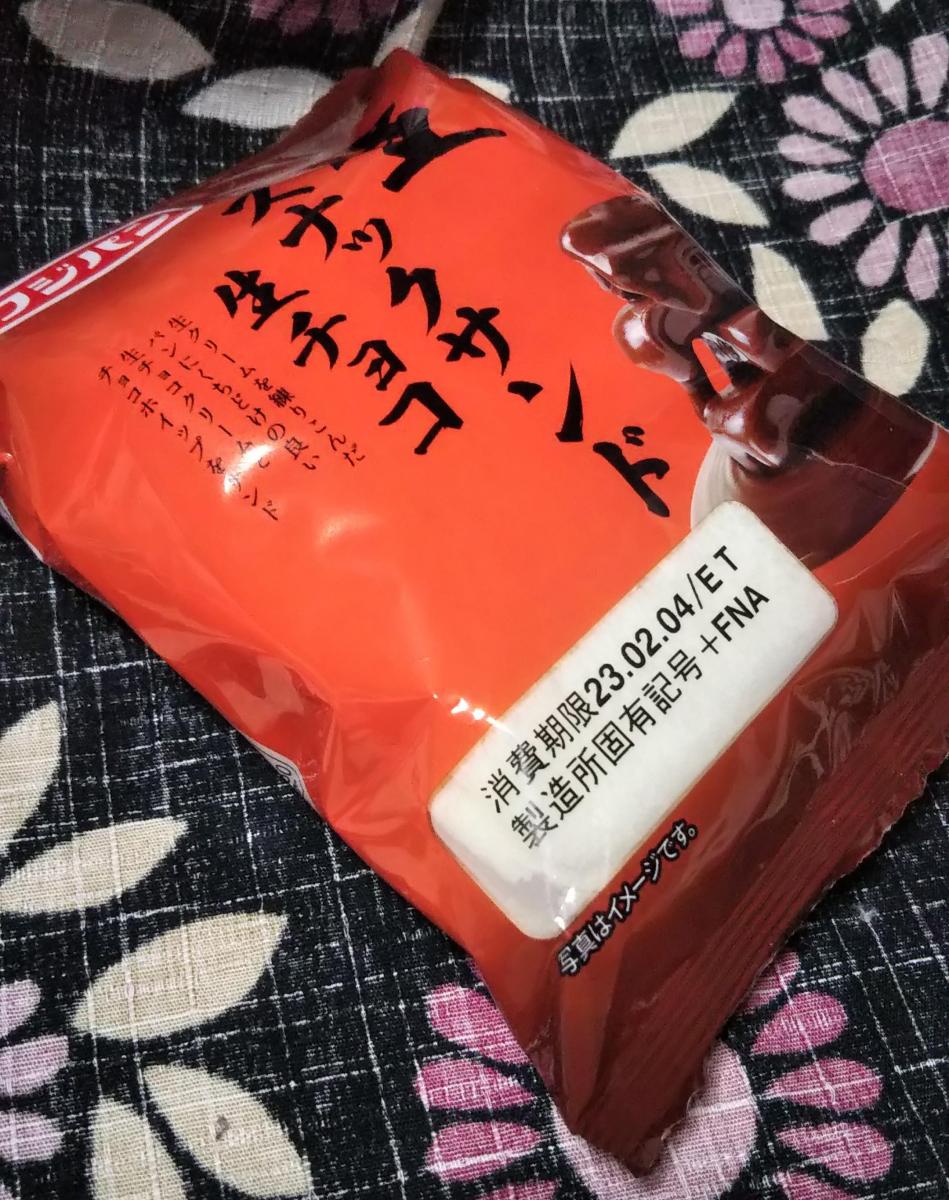 フジパン
生スナックサンド
生チョコ
生クリームを練りこんだ
パンにくちどけの良い
生チョコクリームと
チョコホイップをサンド
消費期限23.02.04/ET
製造所固有記号+FNA
写真はイメージです。